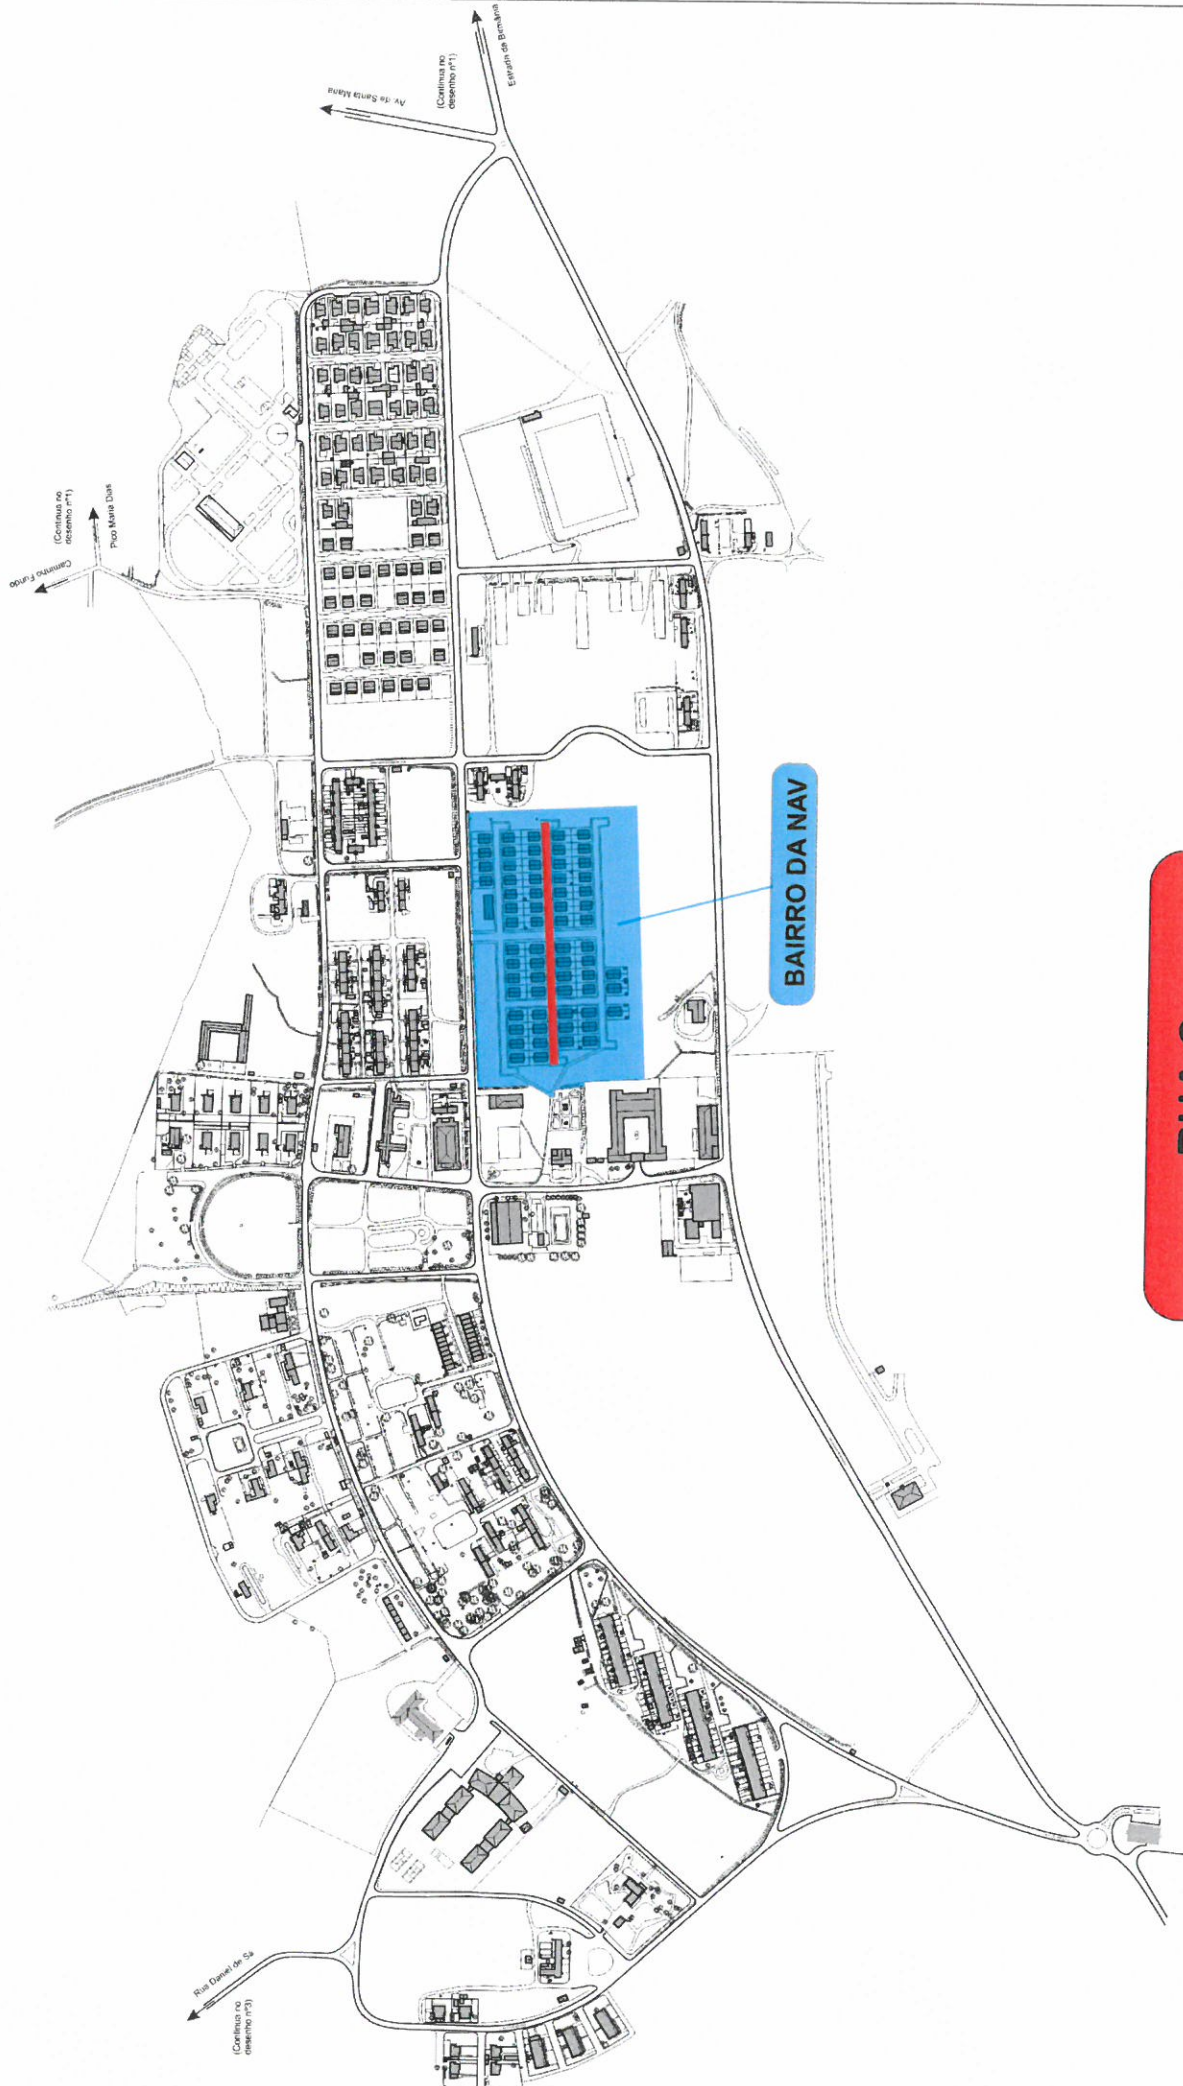 Estrada de Birmânia
(Continua no
desenho nº1)
Av. de Santa Maria
(Continua no
desenho nº1)
Pico Maria Dias
Caminho Fundo
BAIRRO DA NAV
Rua Daniel de Sá
(Continua no
desenho nº3)